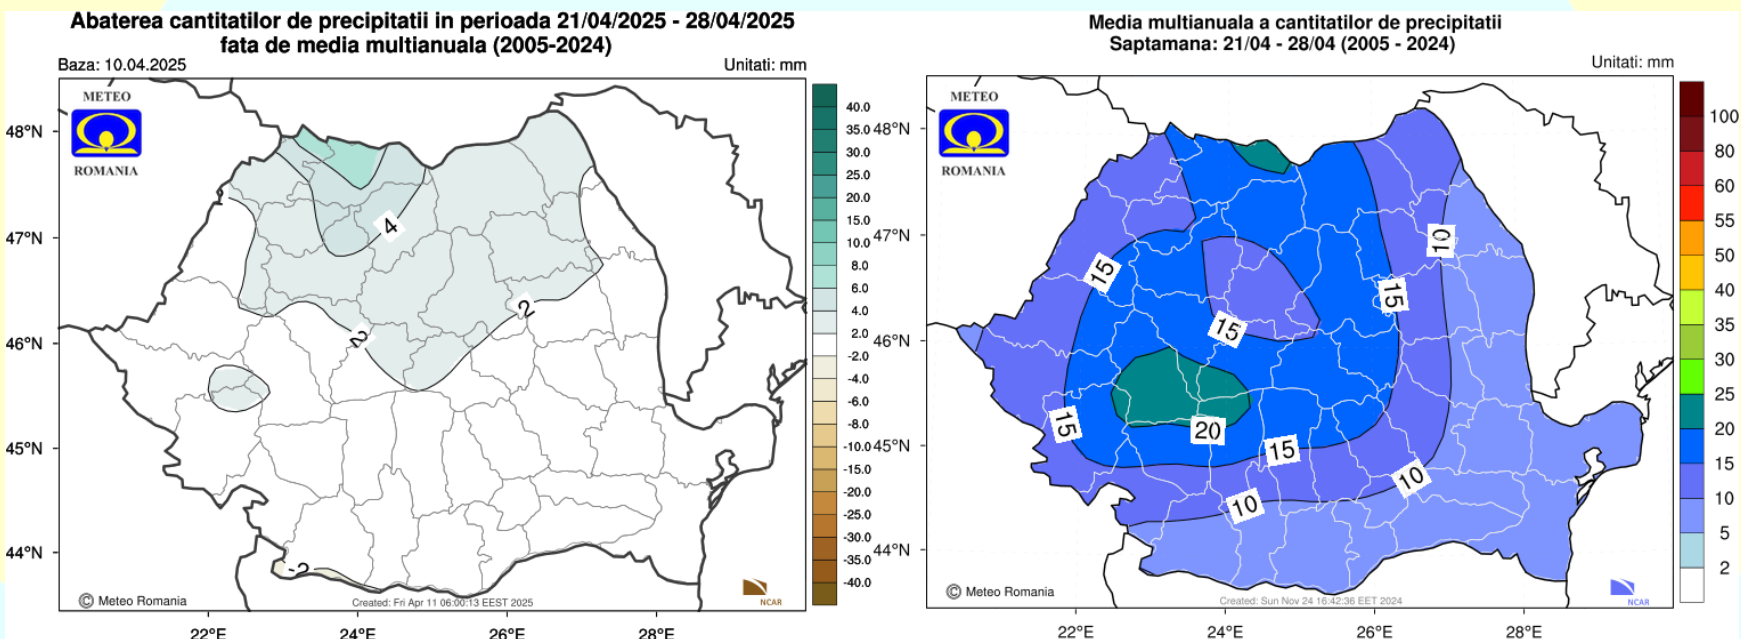 Abaterea cantitatilor de precipitatii in perioada 21/04/2025 - 28/04/2025
fata de media multianuala (2005-2024)
Baza: 10.04.2025
Unitati: mm
METEO
ROMANIA
48°N
47°N
46°N
45°N
44°N
4
2
2
-2
40.0
35.0
30.0
25.0
20.0
15.0
10.0
8.0
6.0
4.0
2.0
-2.0
-4.0
-6.0
-8.0
-10.0
-15.0
-20.0
-25.0
-30.0
-35.0
-40.0
© Meteo Romania
Created: Fri Apr 11 06:00:13 EEST 2025
NCAR
22°E
24°E
26°E
28°E
Media multianuala a cantitatilor de precipitatii
Saptamana: 21/04 - 28/04 (2005 - 2024)
Unitati: mm
METEO
ROMANIA
48°N
47°N
46°N
45°N
44°N
10
15
15
15
15
20
15
10
10
100
80
60
55
50
40
35
30
25
20
15
10
5
2
© Meteo Romania
Created: Sun Nov 24 16:42:36 EET 2024
NCAR
22°E
24°E
26°E
28°E